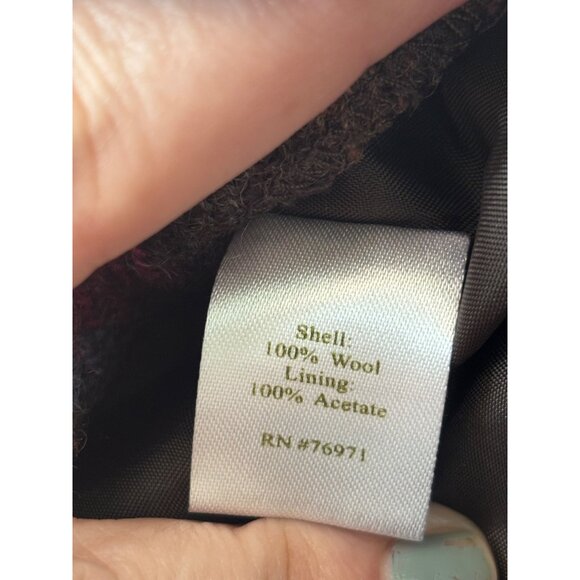 Shell:
100% Wool
Lining:
100% Acetate
RN #76971